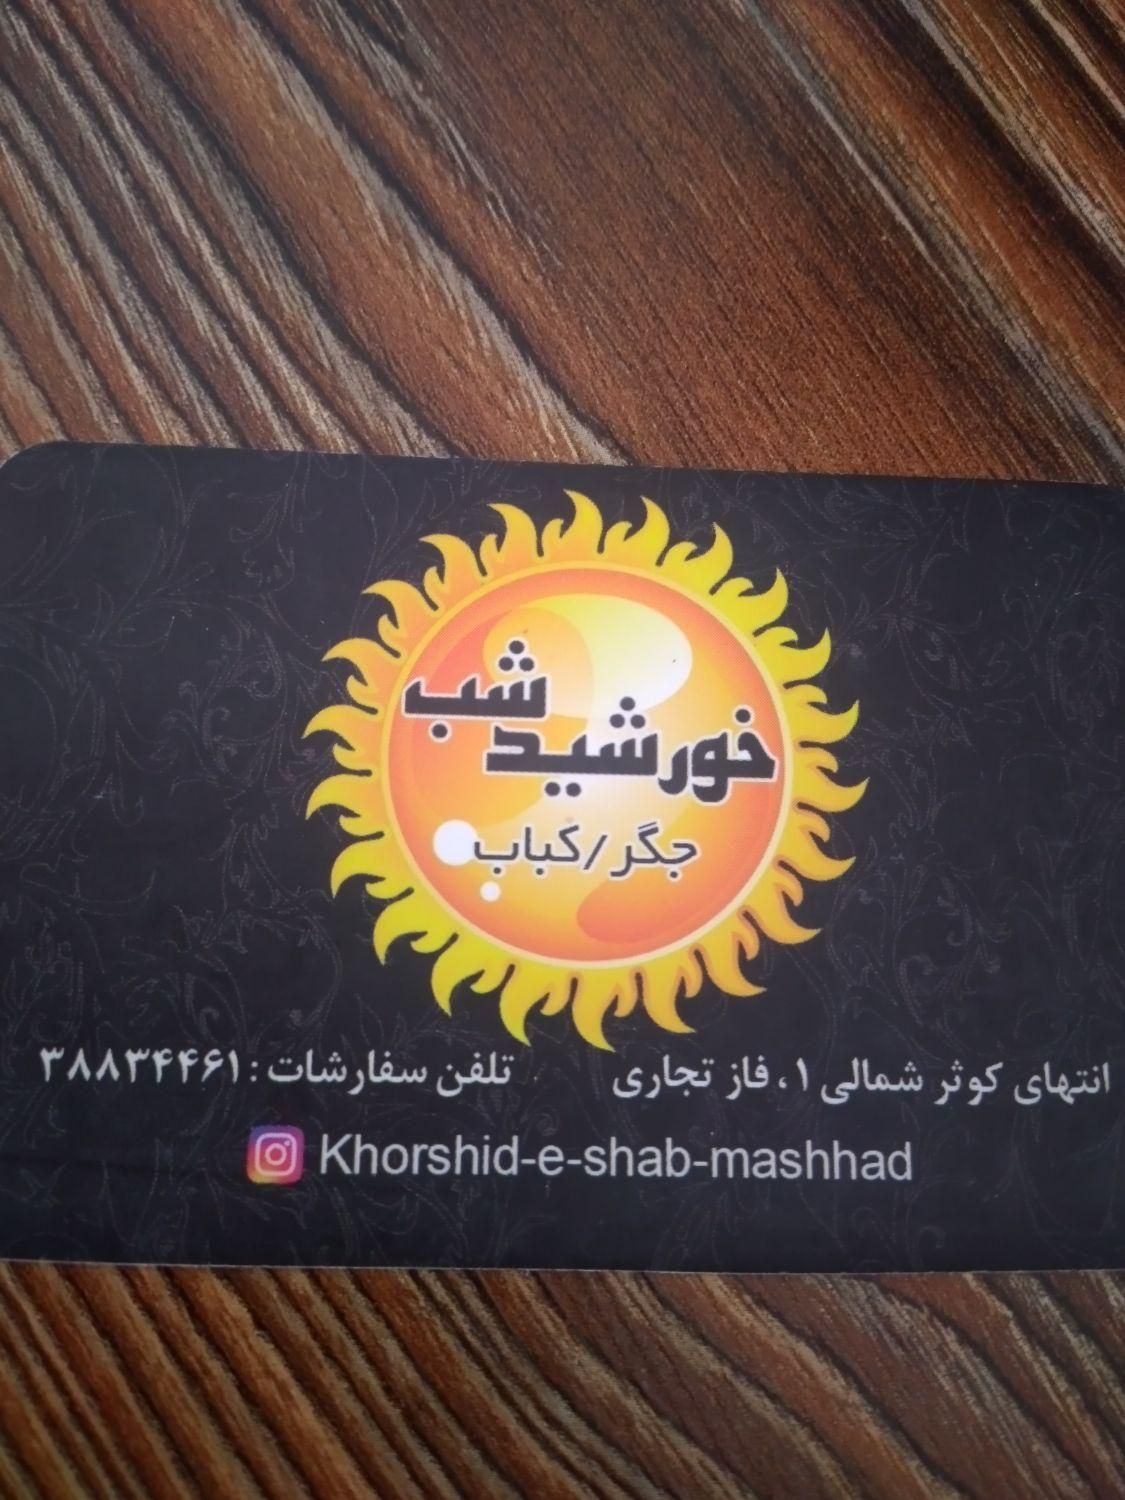 خورشید شب
جگر/کباب
انتهای کوثر شمالی ۱، فاز تجاری
تلفن سفارشات: ۳۸۸۳۴۴۶۱
Khorshid-e-shab-mashhad